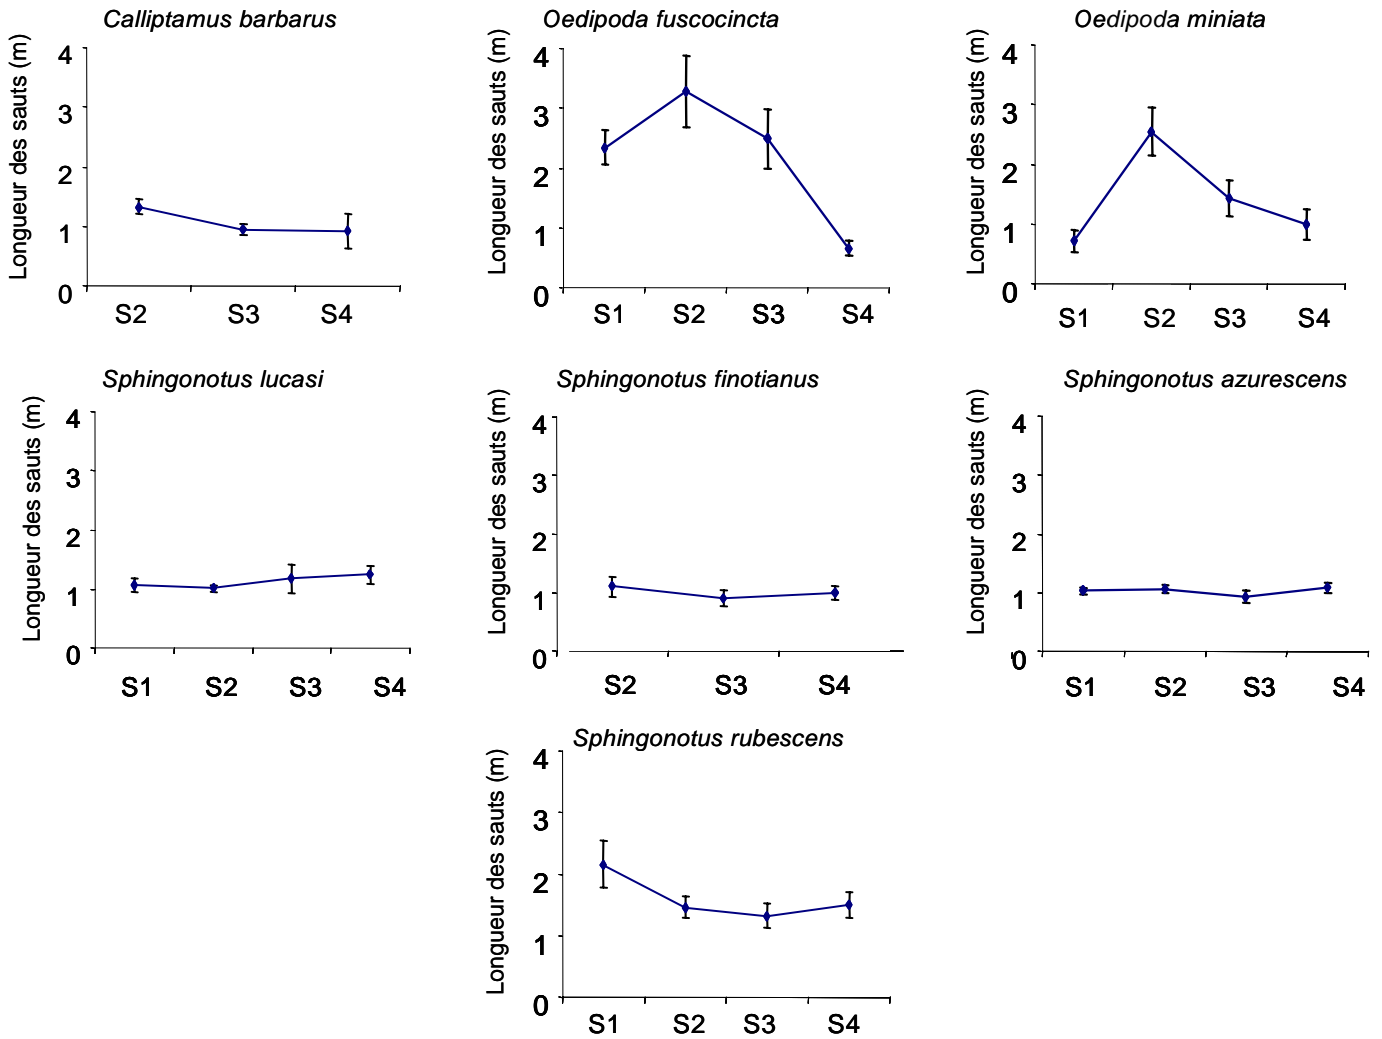 Calliptamus barbarus
Longueur des sauts (m)
4
3
2
1
0
S2 S3 S4
Oedipoda fuscocincta
Longueur des sauts (m)
4
3
2
1
0
S1 S2 S3 S4
Oedipoda miniata
Longueur des sauts (m)
4
3
2
1
0
S1 S2 S3 S4
Sphingonotus lucasi
Longueur des sauts (m)
4
3
2
1
0
S1 S2 S3 S4
Sphingonotus finotianus
Longueur des sauts (m)
4
3
2
1
0
S2 S3 S4
Sphingonotus azurescens
Longueur des sauts (m)
4
3
2
1
0
S1 S2 S3 S4
Sphingonotus rubescens
Longueur des sauts (m)
4
3
2
1
0
S1 S2 S3 S4